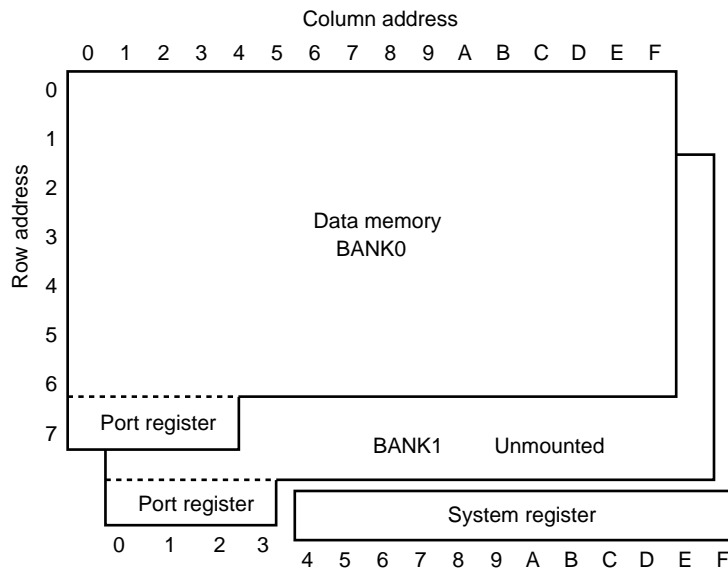 Column address
0 1 2 3 4 5 6 7 8 9 A B C D E F
Row address
0
1
2
3
4
5
6
7
Data memory
BANK0
Port register
BANK1 Unmounted
Port register
System register
0 1 2 3 4 5 6 7 8 9 A B C D E F